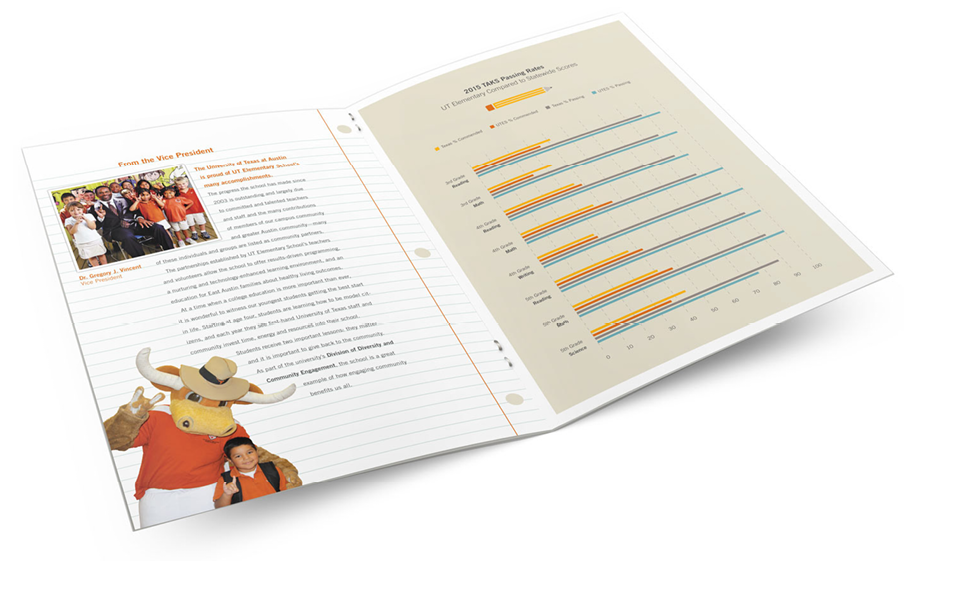 From the Vice President
The University of Texas at Austin
is proud of UT Elementary School's
many accomplishments.
The progress the school has made since
2003 is outstanding and largely due
to committed and talented teachers
and staff and the many contributions
of members of our campus community
and greater Austin community—many
of these individuals and groups are listed as community partners.
The partnerships established by UT Elementary School's teachers
and volunteers allow the school to offer results-driven programming,
a nurturing and technology-enhanced learning environment, and an
education for East Austin families about healthy living outcomes.
At a time when a college education is more important than ever,
it is wonderful to witness our youngest students getting the best start
in life. Starting at age four, students are learning how to be model cit-
izens, and each year they see first-hand University of Texas staff and
community invest time, energy and resources into their school.
Students receive two important lessons: they matter
and it is important to give back to the community.
As part of the university's Division of Diversity and
Community Engagement, the school is a great
example of how engaging community
benefits us all.
Dr. Gregory J. Vincent
Vice President
2015 TAKS Passing Rates
UT Elementary Compared to Statewide Scores
Texas % Commended
UTES % Commended
Texas % Passing
UTES % Passing
3rd Grade
Reading
3rd Grade
Math
4th Grade
Reading
4th Grade
Math
4th Grade
Writing
5th Grade
Reading
5th Grade
Math
5th Grade
Science
0 10 20 30 40 50 60 70 80 90 100